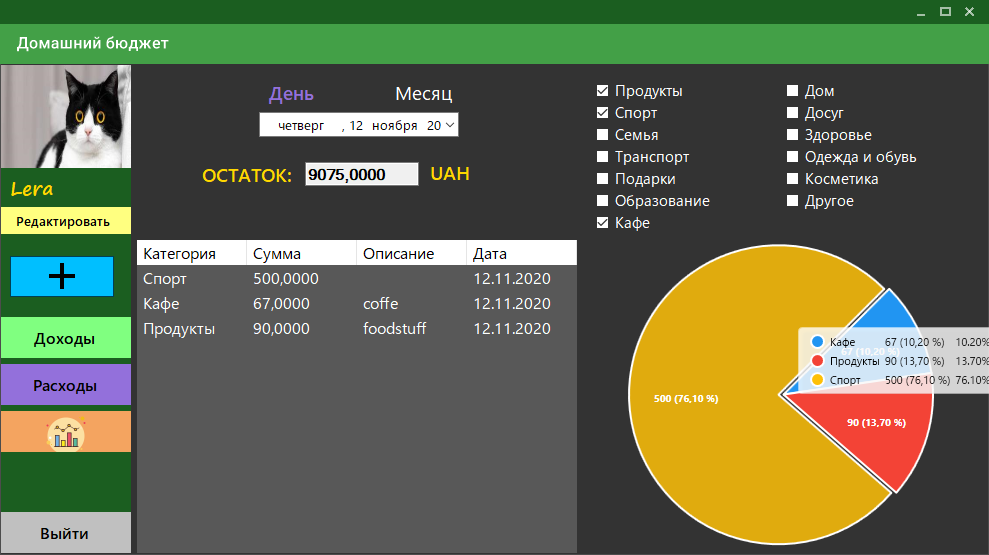 Домашний бюджет
Lera
Редактировать
+
Доходы
Расходы
Выйти
День Месяц
четверг , 12 ноября 20
ОСТАТОК: 9075,0000 UAH
Категория Сумма Описание Дата
Спорт 500,0000 12.11.2020
Кафе 67,0000 coffe 12.11.2020
Продукты 90,0000 foodstuff 12.11.2020
Продукты
Спорт
Семья
Транспорт
Подарки
Образование
Кафе
Дом
Досуг
Здоровье
Одежда и обувь
Косметика
Другое
Кафе 67 (10,20 %) 10.20%
Продукты 90 (13,70 %) 13.70%
Спорт 500 (76,10 %) 76.10%
500 (76,10 %)
90 (13,70 %)